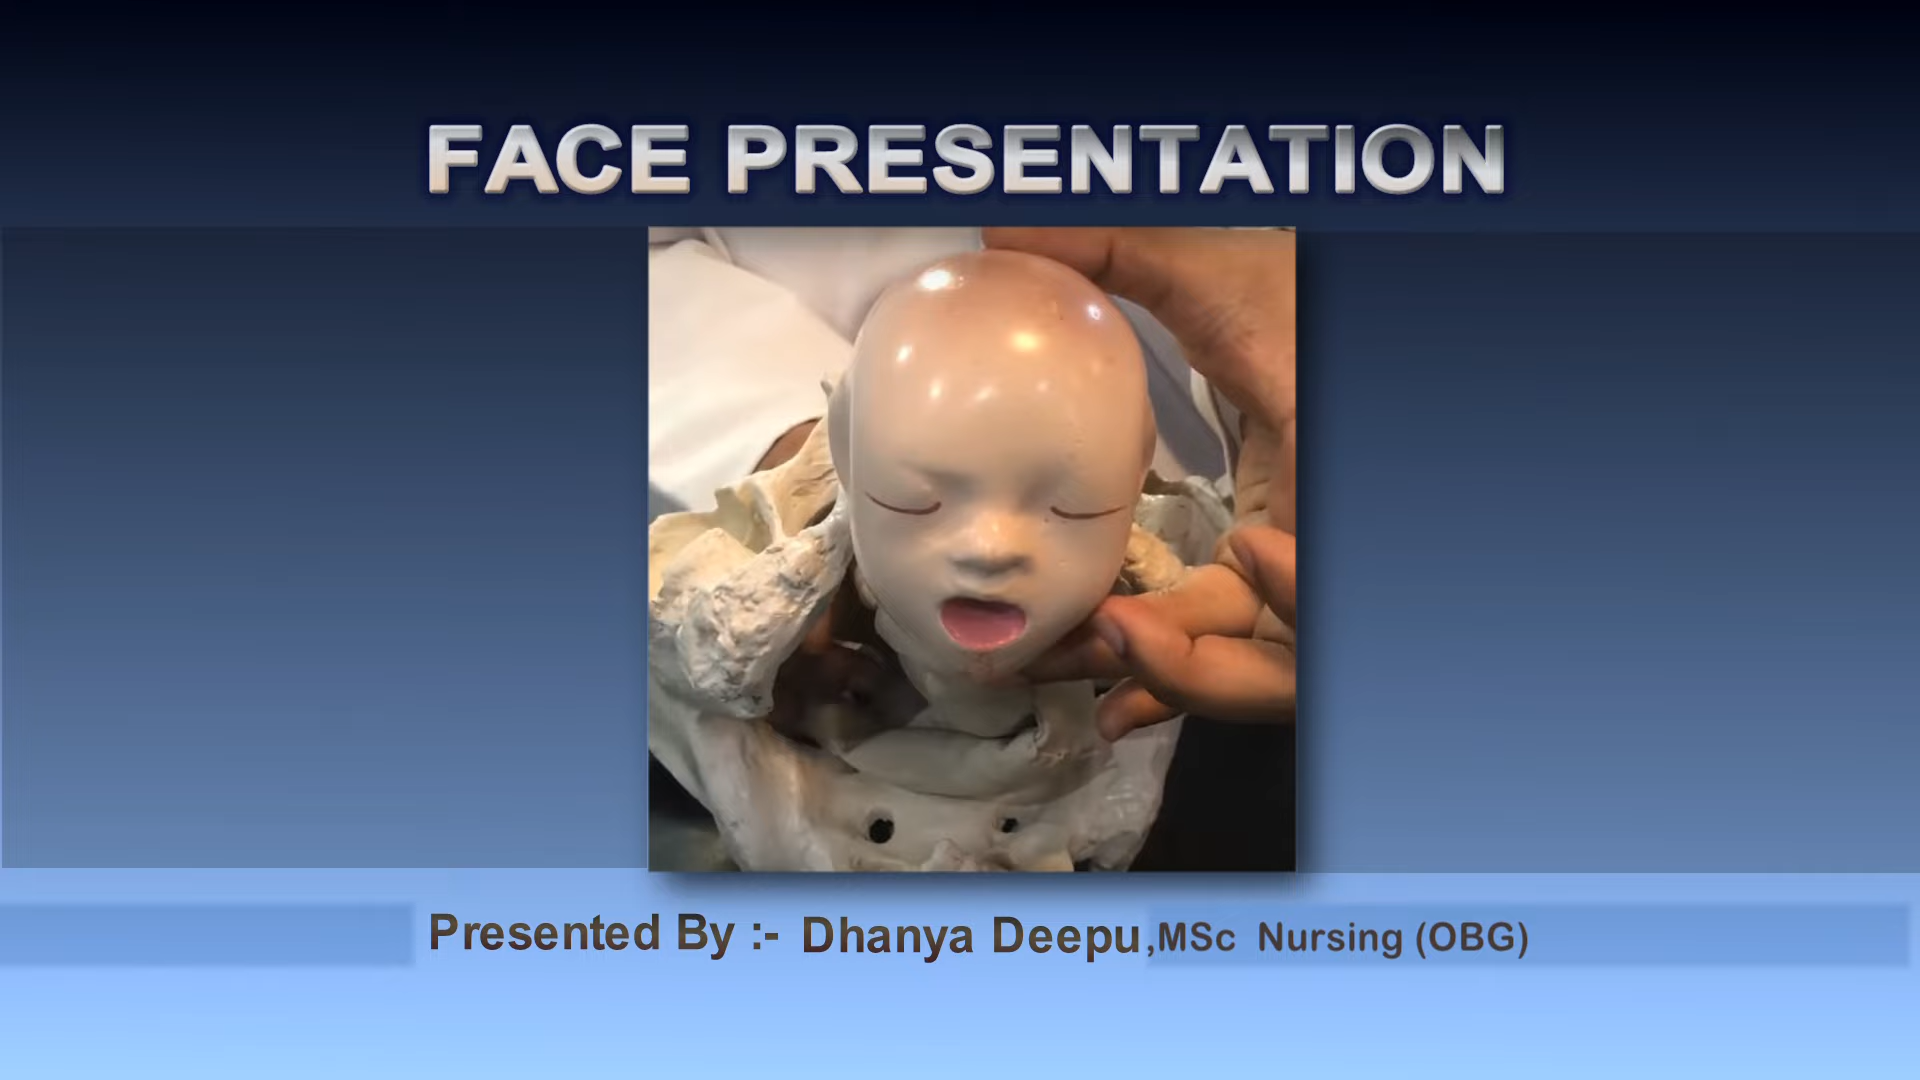 FACE PRESENTATION
Presented By :- Dhanya Deepu,MSc Nursing (OBG)